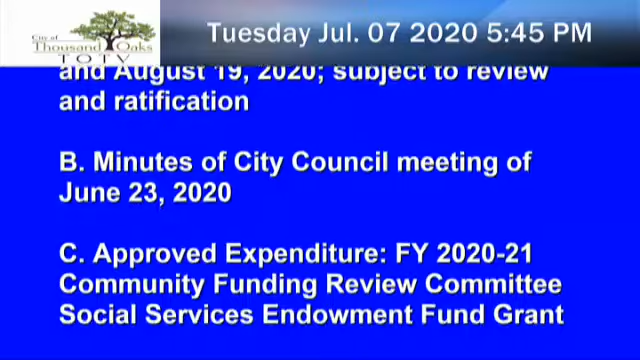 City of
Thousand Oaks
TOTV
Tuesday Jul. 07 2020 5:45 PM
and August 19, 2020; subject to review
and ratification
B. Minutes of City Council meeting of
June 23, 2020
C. Approved Expenditure: FY 2020-21
Community Funding Review Committee
Social Services Endowment Fund Grant